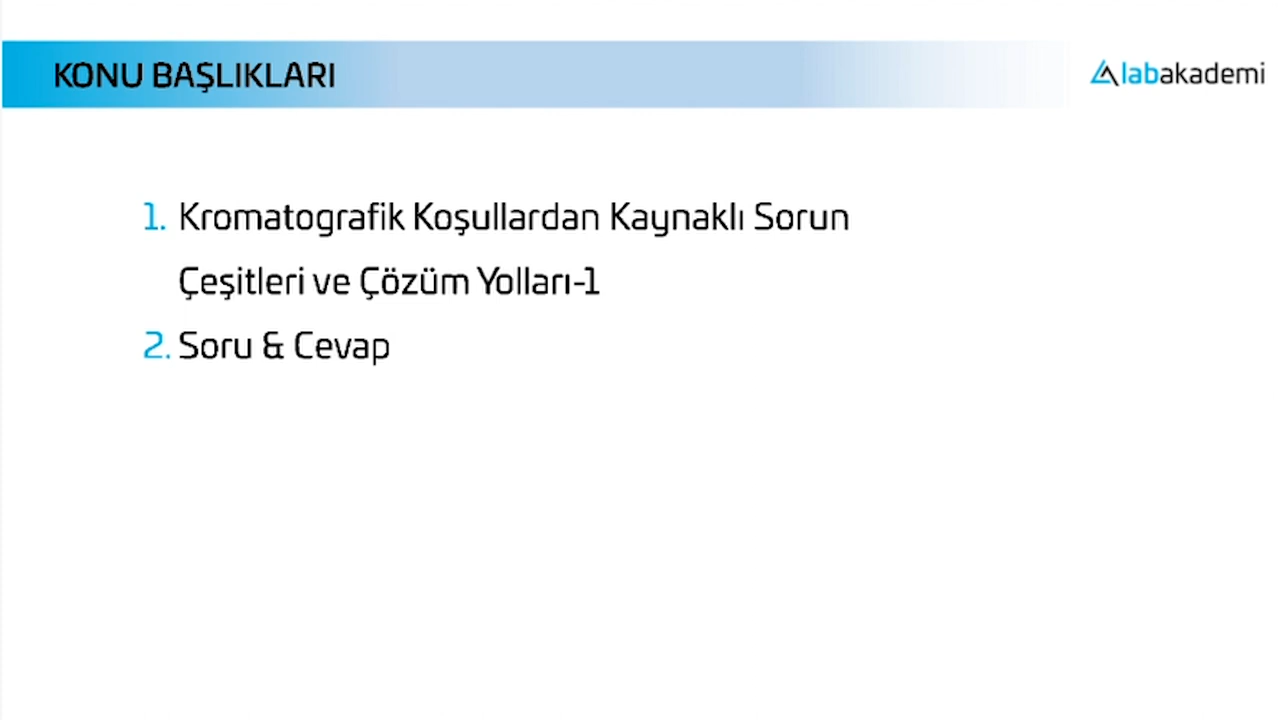 KONU BAŞLIKLARI
labakademi
1. Kromatografik Koşullardan Kaynaklı Sorun
Çeşitleri ve Çözüm Yolları-1
2. Soru & Cevap